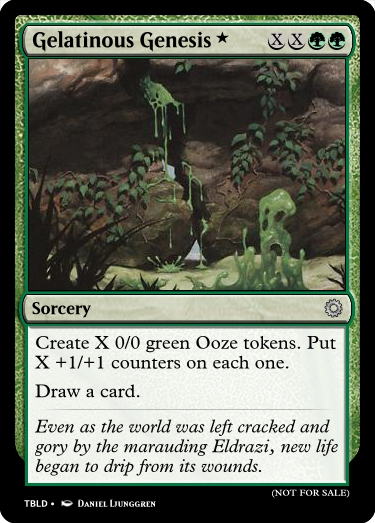 Gelatinous Genesis★ XXGG
Sorcery
Create X 0/0 green Ooze tokens. Put
X +1/+1 counters on each one.
Draw a card.
Even as the world was left cracked and
gory by the marauding Eldrazi, new life
began to drip from its wounds.
(NOT FOR SALE)
TBLD • Daniel Ljunggren